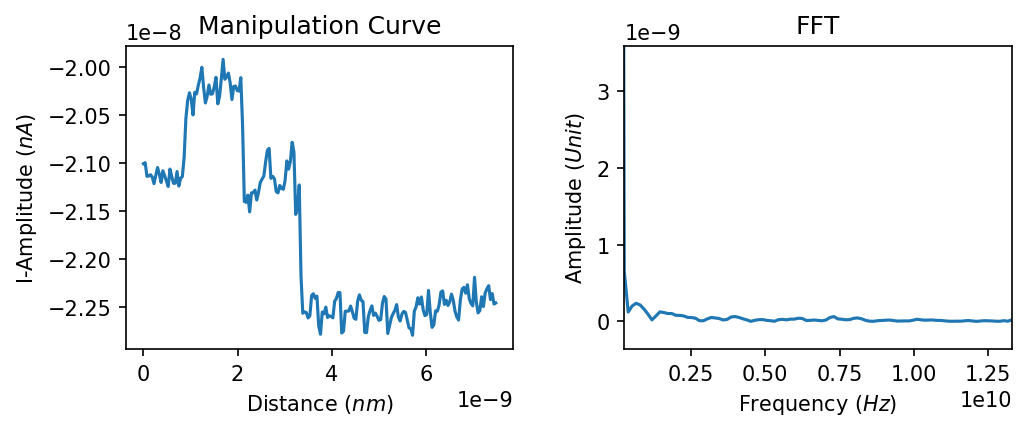 Manipulation Curve
1e−8
−2.00
−2.05
−2.10
−2.15
−2.20
−2.25
I-Amplitude (nA)
0 2 4 6
1e−9
Distance (nm)
FFT
1e−9
3
2
1
0
Amplitude (Unit)
0.25 0.50 0.75 1.00 1.25
1e10
Frequency (Hz)